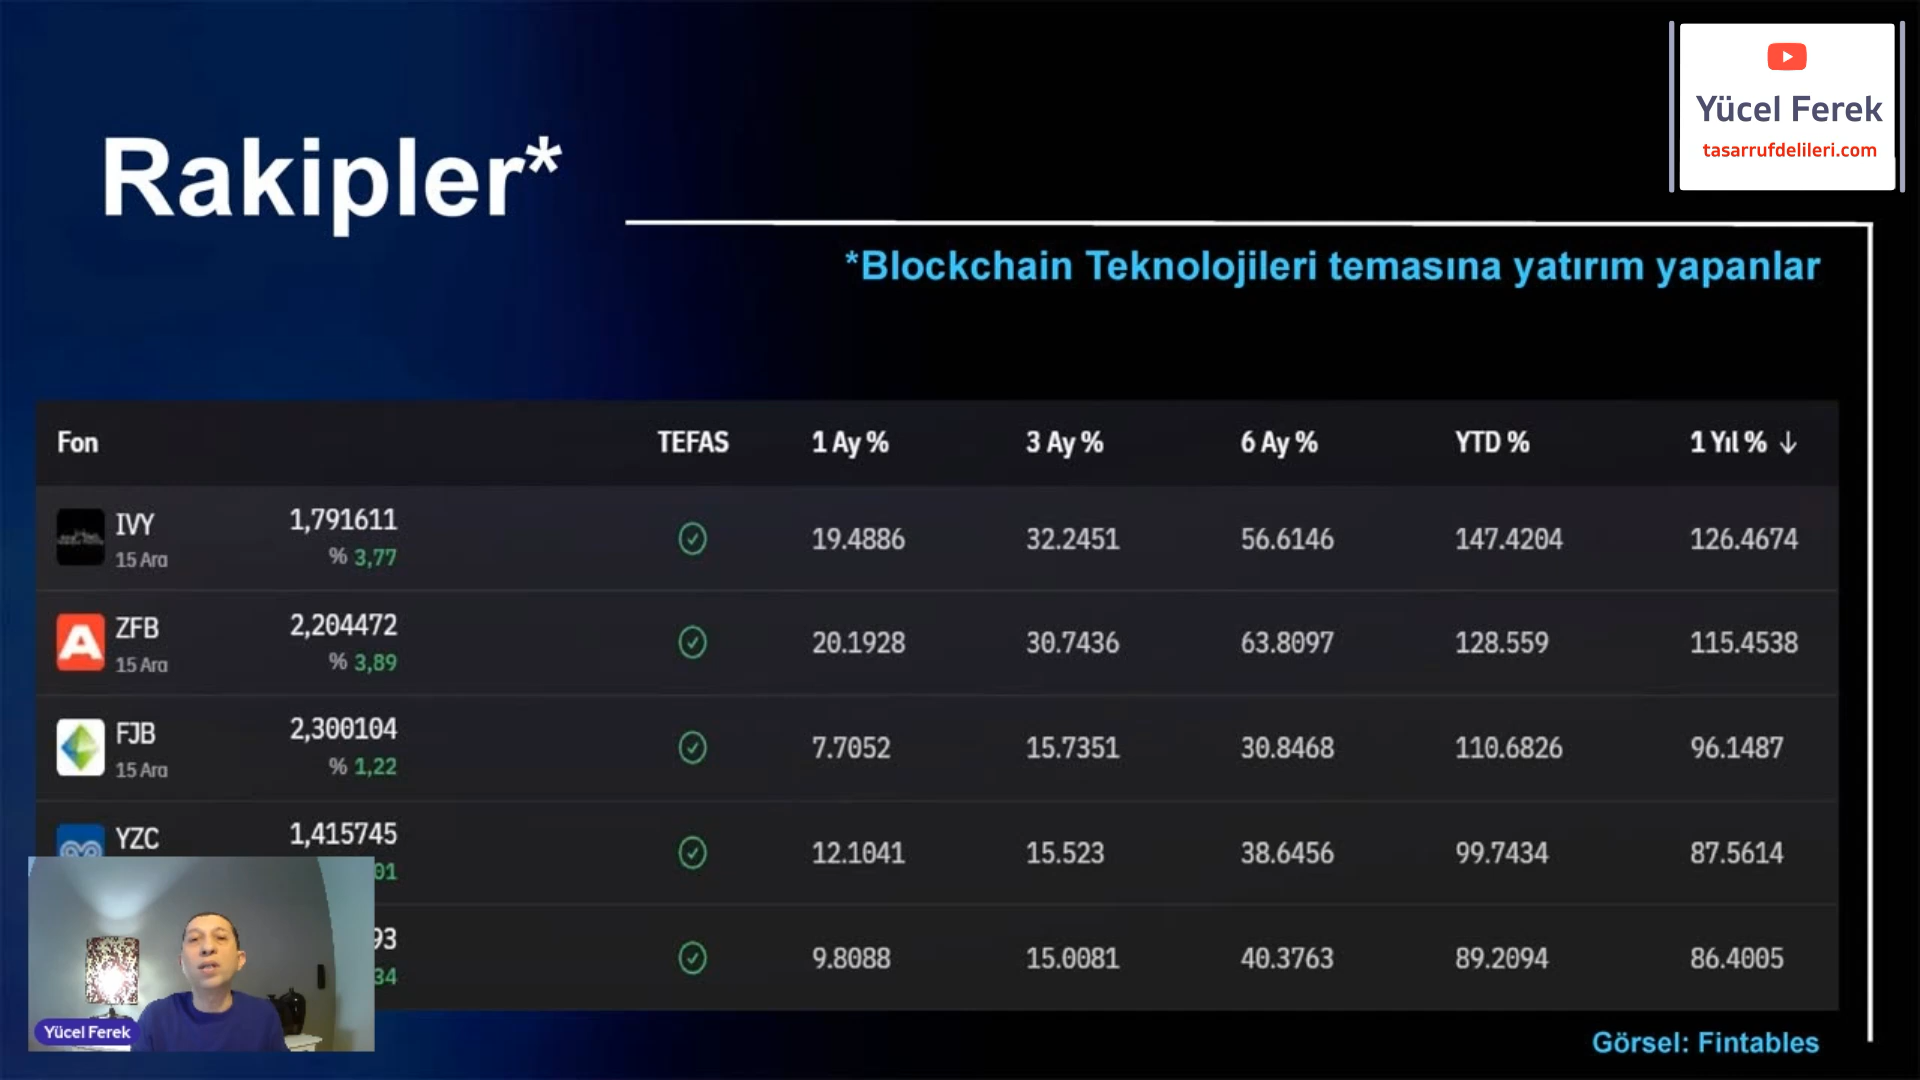 Yücel Ferek
tasarrufdelileri.com
Rakipler*
*Blockchain Teknolojileri temasına yatırım yapanlar
Fon TEFAS 1 Ay % 3 Ay % 6 Ay % YTD % 1 Yıl % ↓
IVY 1,791611 19.4886 32.2451 56.6146 147.4204 126.4674
15 Ara % 3,77
ZFB 2,204472 20.1928 30.7436 63.8097 128.559 115.4538
15 Ara % 3,89
FJB 2,300104 7.7052 15.7351 30.8468 110.6826 96.1487
15 Ara % 1,22
YZC 1,415745 12.1041 15.523 38.6456 99.7434 87.5614
01
93 9.8088 15.0081 40.3763 89.2094 86.4005
34
Yücel Ferek
Görsel: Fintables